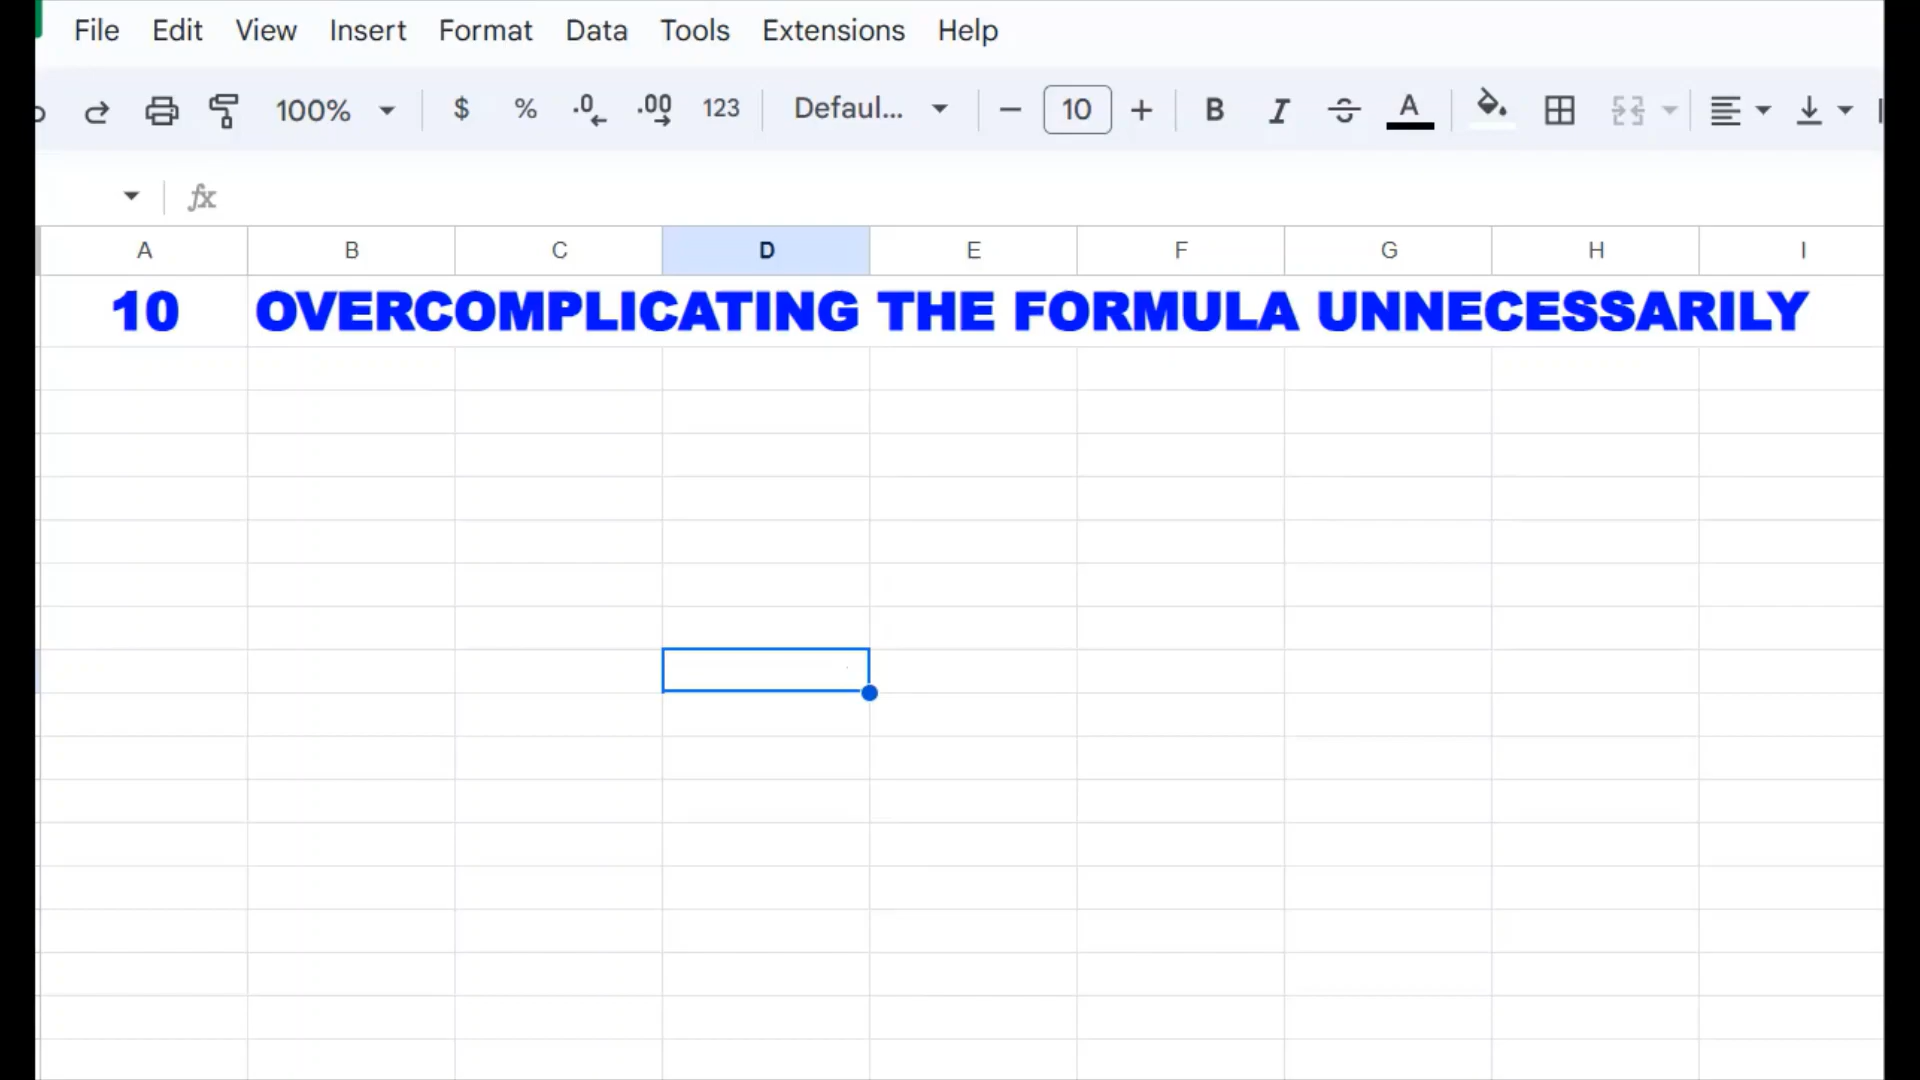 File Edit View Insert Format Data Tools Extensions Help
100% $ % .0 .00 123 Defaul... 10 B I A
fx
A B C D E F G H I
10 OVERCOMPLICATING THE FORMULA UNNECESSARILY